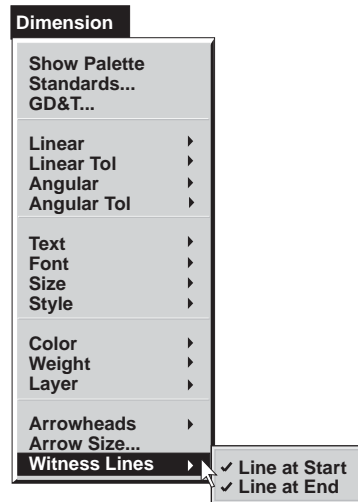 Dimension
Show Palette
Standards...
GD&T...
Linear
Linear Tol
Angular
Angular Tol
Text
Font
Size
Style
Color
Weight
Layer
Arrowheads
Arrow Size...
Witness Lines
Line at Start
Line at End